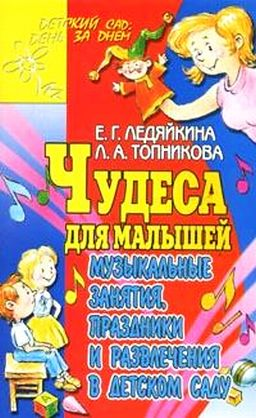 ДЕТСКИЙ САД:
ДЕНЬ ЗА ДНЕМ
Е. Г. ЛЕДЯЙКИНА
Л. А. ТОПНИКОВА
ЧУДЕСА
ДЛЯ МАЛЫШЕЙ
МУЗЫКАЛЬНЫЕ
ЗАНЯТИЯ,
ПРАЗДНИКИ
И РАЗВЛЕЧЕНИЯ
В ДЕТСКОМ САДУ